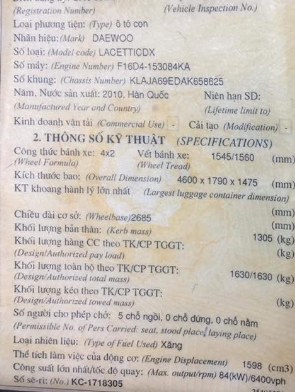 (Registration Number) (Vehicle Inspection No.)
Loại phương tiện: (Type) ô tô con
Nhãn hiệu: (Mark) DAEWOO
Số loại: (Model code) LACETTICDX
Số máy: (Engine Number) F16D4-153084KA
Số khung: (Chassis Number) KLAJA69EDAK658825
Năm, Nước sản xuất: 2010, Hàn Quốc Niên hạn SD:
(Manufactured Year and Country) (Lifetime limit to)
Kinh doanh vận tải (Commercial Use) - Cải tạo (Modification) -
2. THÔNG SỐ KỸ THUẬT (SPECIFICATIONS)
Công thức bánh xe: 4x2 Vết bánh xe: 1545/1560 (mm)
(Wheel Formula) (Wheel Tread)
Kích thước bao: (Overall Dimension) 4600 x 1790 x 1475 (mm)
KT khoang hành lý lớn nhất (Largest luggage container dimension)
(mm)
Chiều dài cơ sở: (Wheelbase) 2685 (mm)
Khối lượng bản thân: (Kerb mass) 1305 (kg)
Khối lượng hàng CC theo TK/CP TGGT: (kg)
(Design/Authorized pay load)
Khối lượng toàn bộ theo TK/CP TGGT: 1630/1630 (kg)
(Design/Authorized total mass)
Khối lượng kéo theo TK/CP TGGT: (kg)
(Design/Authorized towed mass)
Số người cho phép chở: 5 chỗ ngồi, 0 chỗ đứng, 0 chỗ nằm
(Permissible No. of Pers Carried: seat, stood place, laying place)
Loại nhiên liệu: (Type of Fuel Used) Xăng
Thể tích làm việc của động cơ: (Engine Displacement) 1598 (cm3)
Công suất lớn nhất/tốc độ quay: (Max. output/rpm) 84(kW)/6400vph
Số sê-ri: (No.) KC-1718305